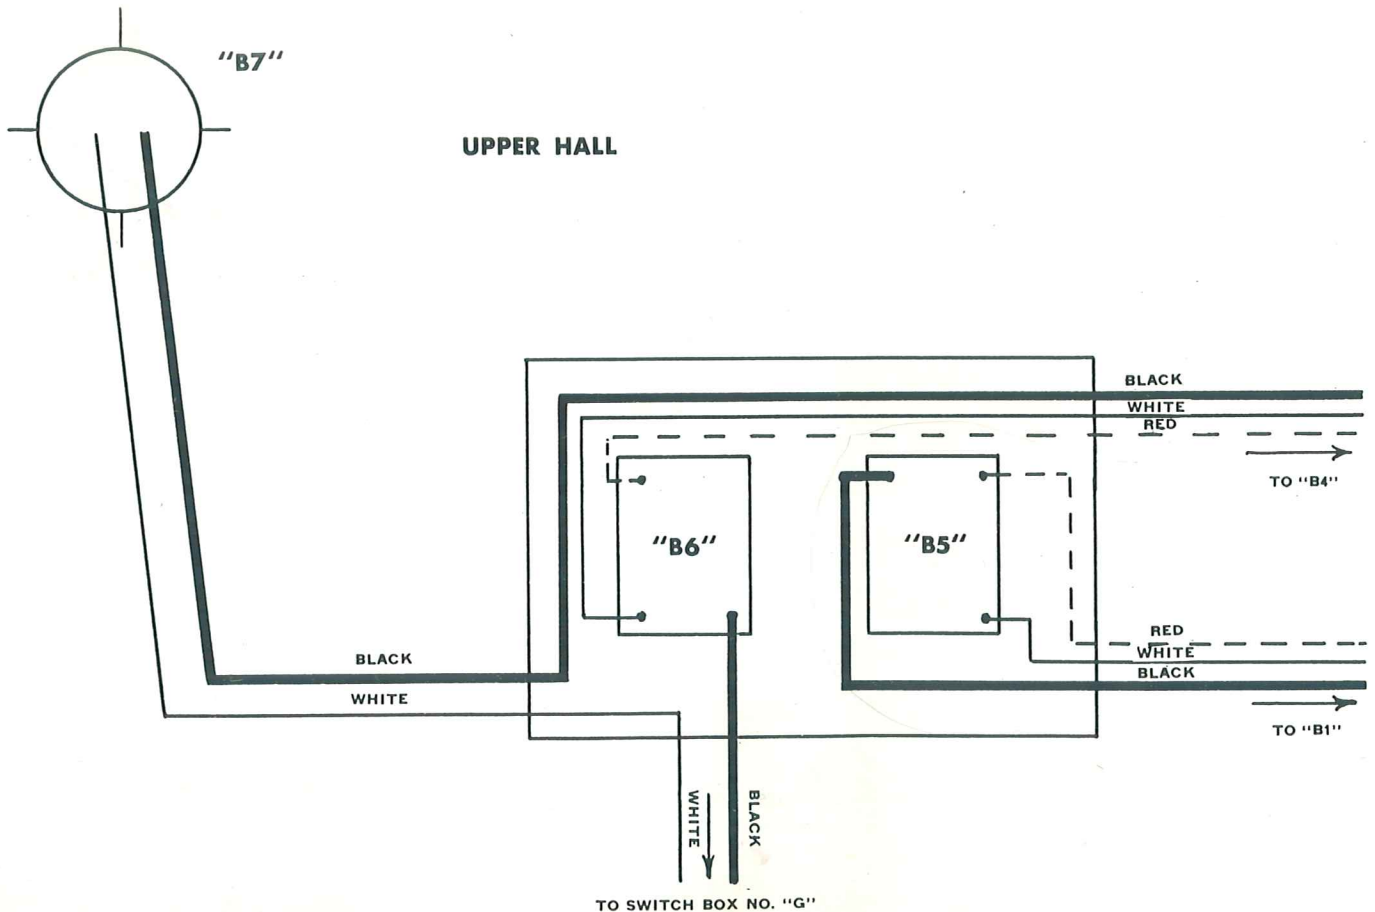 "B7"
UPPER HALL
BLACK
WHITE
RED
TO "B4"
"B6"
"B5"
RED
WHITE
BLACK
TO "B1"
BLACK
WHITE
WHITE
BLACK
TO SWITCH BOX NO. "G"